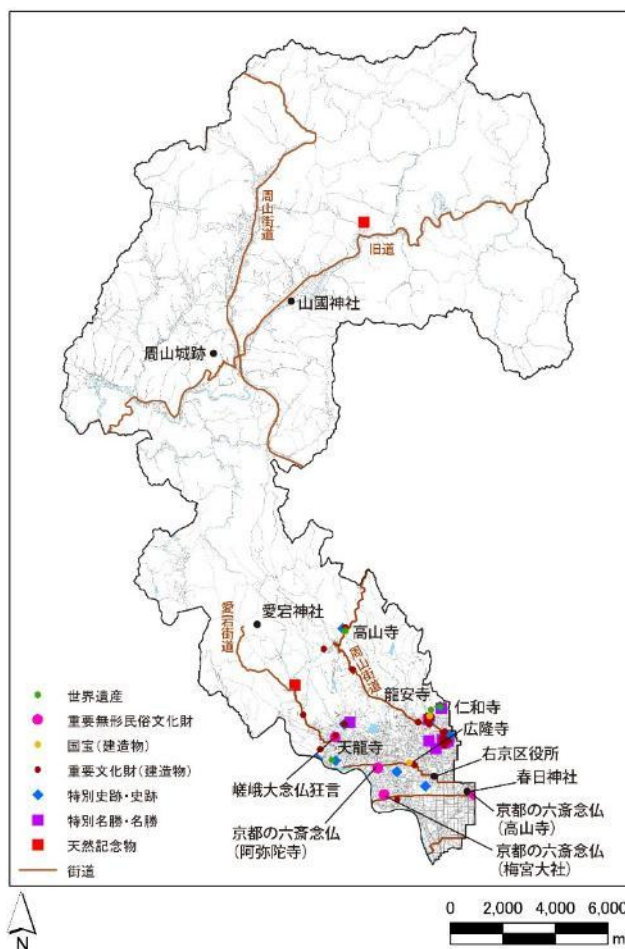 周山街道
旧道
山國神社
周山城跡
愛宕神社
愛宕街道
高山寺
周山街道
龍安寺
仁和寺
広隆寺
天龍寺
右京区役所
嵯峨大念仏狂言
春日神社
京都の六斎念仏
(阿弥陀寺)
京都の六斎念仏
(高山寺)
京都の六斎念仏
(梅宮大社)
世界遺産
重要無形民俗文化財
国宝(建造物)
重要文化財(建造物)
特別史跡・史跡
特別名勝・名勝
天然記念物
街道
N
0 2,000 4,000 6,000
m